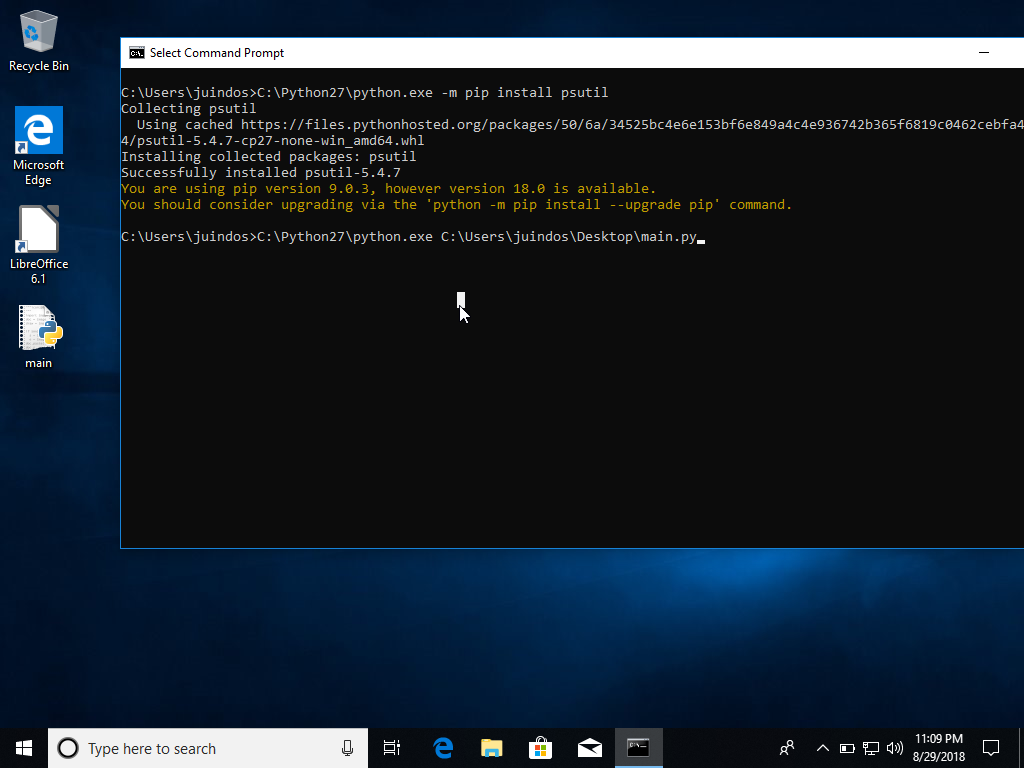 Recycle Bin
Microsoft
Edge
LibreOffice
6.1
main
Select Command Prompt
C:\Users\juindos>C:\Python27\python.exe -m pip install psutil
Collecting psutil
  Using cached https://files.pythonhosted.org/packages/50/6a/34525bc4e6e153bf6e849a4c4e936742b365f6819c0462cebfa4
4/psutil-5.4.7-cp27-none-win_amd64.whl
Installing collected packages: psutil
Successfully installed psutil-5.4.7
You are using pip version 9.0.3, however version 18.0 is available.
You should consider upgrading via the 'python -m pip install --upgrade pip' command.
C:\Users\juindos>C:\Python27\python.exe C:\Users\juindos\Desktop\main.py
Type here to search
11:09 PM
8/29/2018